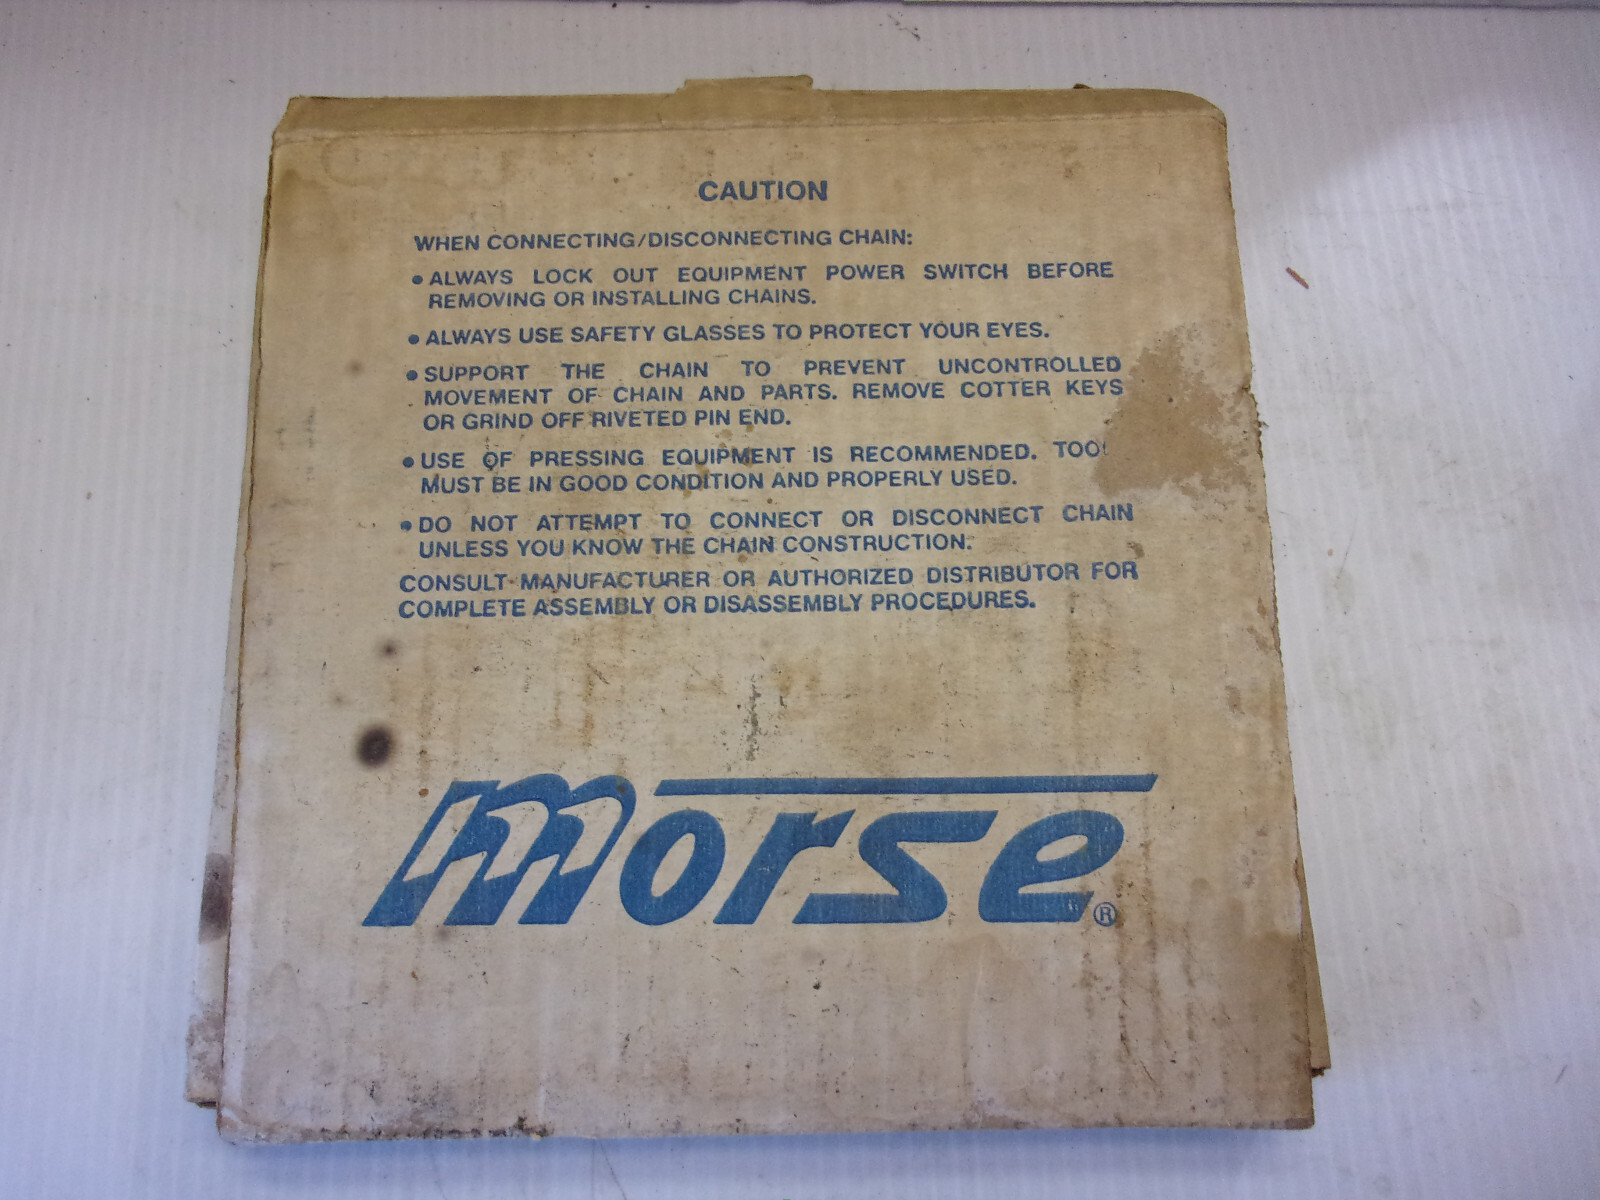 CAUTION
WHEN CONNECTING/DISCONNECTING CHAIN:
• ALWAYS LOCK OUT EQUIPMENT POWER SWITCH BEFORE
REMOVING OR INSTALLING CHAINS.
• ALWAYS USE SAFETY GLASSES TO PROTECT YOUR EYES.
• SUPPORT THE CHAIN TO PREVENT UNCONTROLLED
MOVEMENT OF CHAIN AND PARTS. REMOVE COTTER KEYS
OR GRIND OFF RIVETED PIN END.
• USE OF PRESSING EQUIPMENT IS RECOMMENDED.
MUST BE IN GOOD CONDITION AND PROPERLY USED.
• DO NOT ATTEMPT TO CONNECT OR DISCONNECT CHAIN
UNLESS YOU KNOW THE CHAIN CONSTRUCTION.
CONSULT MANUFACTURER OR AUTHORIZED DISTRIBUTOR FOR
COMPLETE ASSEMBLY OR DISASSEMBLY PROCEDURES.
morse®